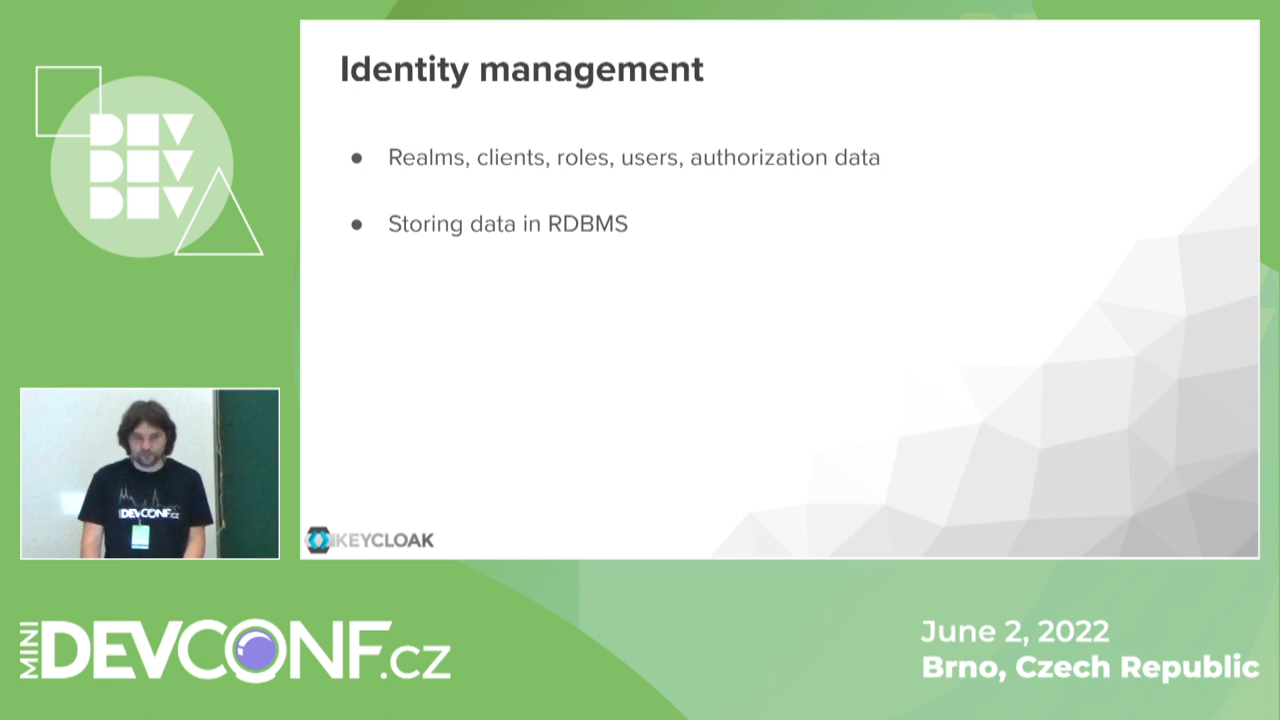 DEV
DEV
DEV
Identity management
● Realms, clients, roles, users, authorization data
● Storing data in RDBMS
DEVCONF.CZ
KEYCLOAK
MINI DEVCONF.CZ
June 2, 2022
Brno, Czech Republic